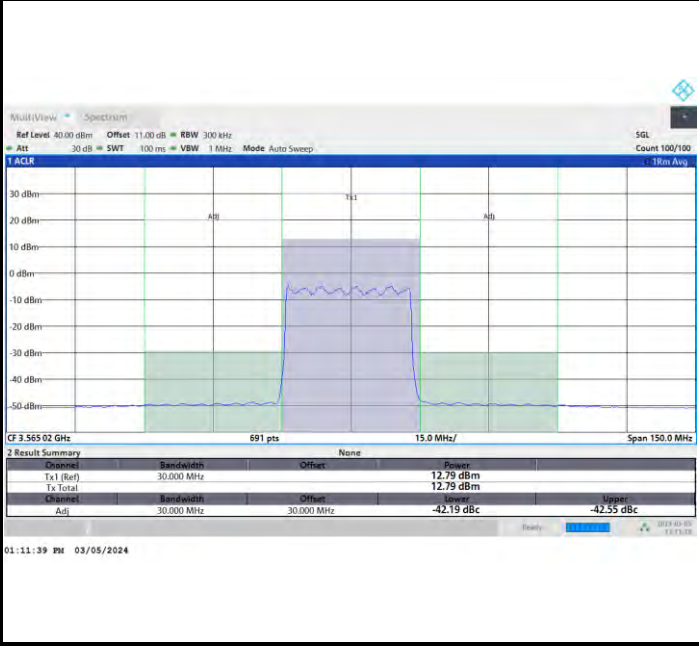 MultiView Spectrum
Ref Level 40.00 dBm Offset 11.00 dB RBW 300 kHz SGL
Att 30 dB SWT 100 ms VBW 1 MHz Mode Auto Sweep Count 100/100
1 ACLR 1Rm Avg
30 dBm
Tx1
20 dBm
Adj Adj
10 dBm
0 dBm
-10 dBm
-20 dBm
-30 dBm
-40 dBm
-50 dBm
CF 3.565 02 GHz 691 pts 15.0 MHz/ Span 150.0 MHz
2 Result Summary None
Channel Bandwidth Offset Power
Tx1 (Ref) 30.000 MHz 12.79 dBm
Tx Total 12.79 dBm
Channel Bandwidth Offset Lower Upper
Adj 30.000 MHz 30.000 MHz -42.19 dBc -42.55 dBc
Ready
01:11:39 PM 03/05/2024